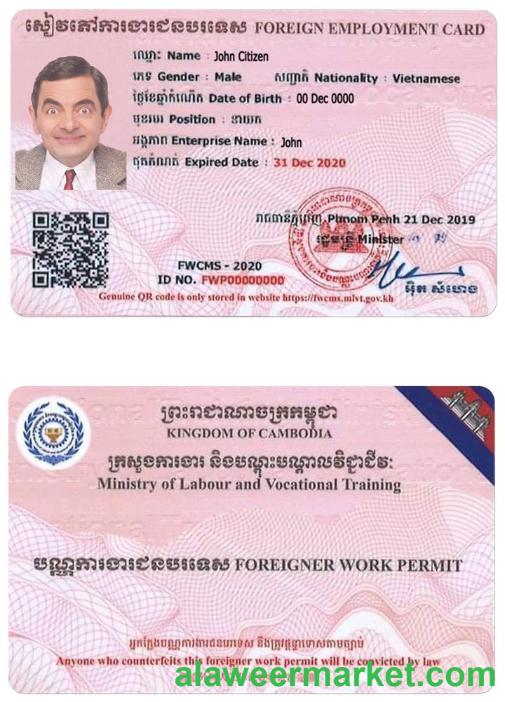 សៀវភៅការងារជនបរទេស FOREIGN EMPLOYMENT CARD
ឈ្មោះ Name : John Citizen
ភេទ Gender : Male សញ្ជាតិ Nationality : Vietnamese
ថ្ងៃខែឆ្នាំកំណើត Date of Birth : 00 Dec 0000
មុខរបរ Position : នាយក
អង្គភាព Enterprise Name : John
ផុតកំណត់ Expired Date : 31 Dec 2020
រាជធានីភ្នំពេញ Phnom Penh 21 Dec 2019
រដ្ឋមន្ត្រី Minister
FWCMS - 2020
ID NO. FWP00000000
អ៊ិត សំហេង
Genuine QR code is only stored in website https://fwcms.mlvt.gov.kh
ព្រះរាជាណាចក្រកម្ពុជា
KINGDOM OF CAMBODIA
ក្រសួងការងារ និងបណ្តុះបណ្តាលវិជ្ជាជីវៈ
Ministry of Labour and Vocational Training
បណ្ណការងារជនបរទេស FOREIGNER WORK PERMIT
អ្នកក្លែងបណ្ណការងារជនបរទេស នឹងត្រូវផ្តន្ទាទោសតាមច្បាប់
Anyone who counterfeits this foreigner work permit will be convicted by law
alaweermarket.com